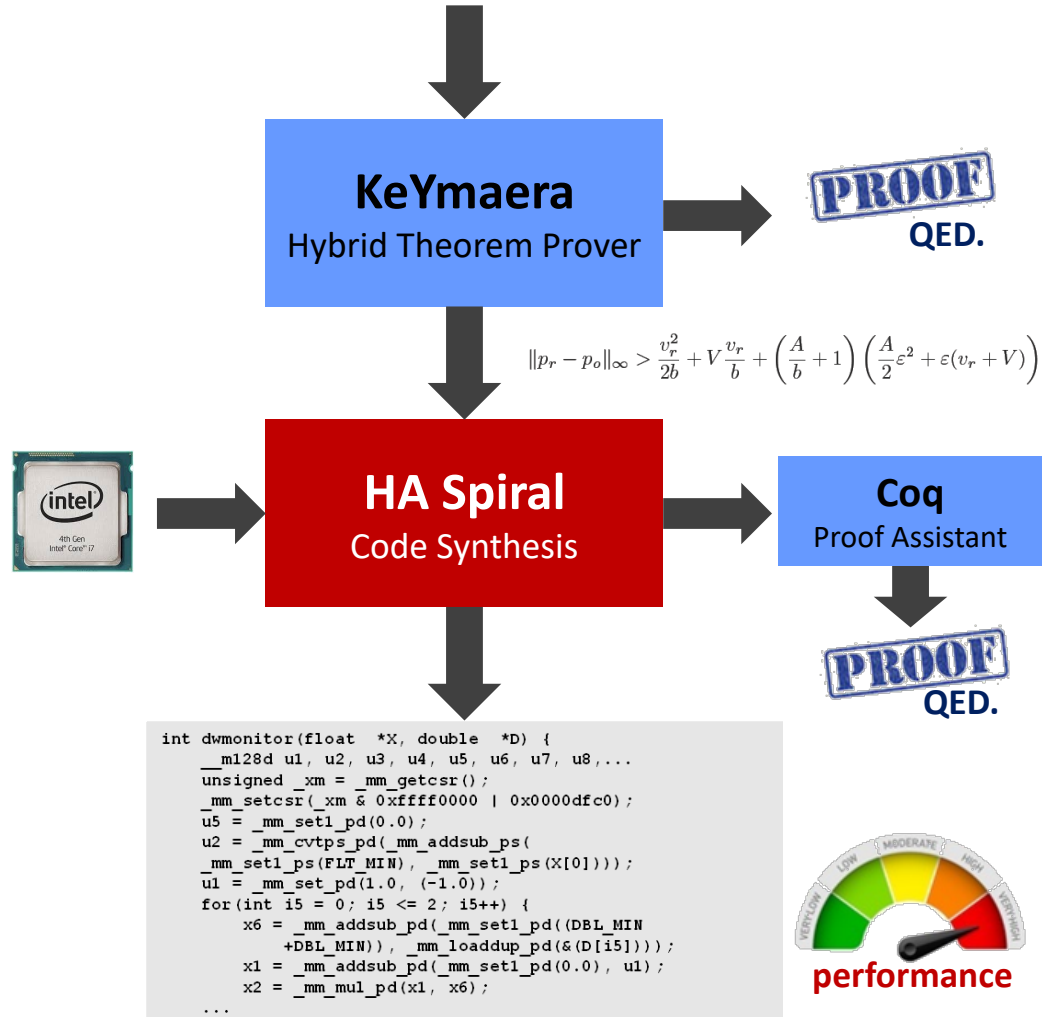 KeYmaera
Hybrid Theorem Prover
PROOF
QED.
‖p_r − p_o‖_∞ > v_r^2/2b + V v_r/b + (A/b + 1) (A/2 ε^2 + ε(v_r + V))
intel
4th Gen
Intel® Core™ i7
HA Spiral
Code Synthesis
Coq
Proof Assistant
PROOF
QED.
int dwmonitor(float  *X, double  *D) {
    __m128d u1, u2, u3, u4, u5, u6, u7, u8,...
    unsigned _xm = _mm_getcsr();
    _mm_setcsr(_xm & 0xffff0000 | 0x0000dfc0);
    u5 = _mm_set1_pd(0.0);
    u2 = _mm_cvtps_pd(_mm_addsub_ps(
    _mm_set1_ps(FLT_MIN), _mm_set1_ps(X[0])));
    u1 = _mm_set_pd(1.0, (-1.0));
    for(int i5 = 0; i5 <= 2; i5++) {
        x6 = _mm_addsub_pd(_mm_set1_pd((DBL_MIN
            +DBL_MIN)), _mm_loaddup_pd(&(D[i5])));
        x1 = _mm_addsub_pd(_mm_set1_pd(0.0), u1);
        x2 = _mm_mul_pd(x1, x6);
    ...
VERY LOW
LOW
MODERATE
HIGH
VERY HIGH
performance